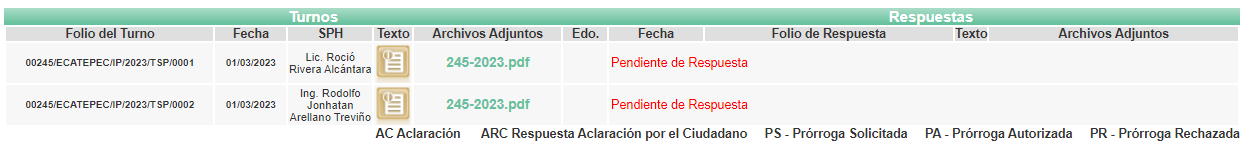 Turnos Respuestas
Folio del Turno Fecha SPH Texto Archivos Adjuntos Edo. Fecha Folio de Respuesta Texto Archivos Adjuntos
00245/ECATEPEC/IP/2023/TSP/0001 01/03/2023 Lic. Roció Rivera Alcántara 245-2023.pdf Pendiente de Respuesta
00245/ECATEPEC/IP/2023/TSP/0002 01/03/2023 Ing. Rodolfo Jonhatan Arellano Treviño 245-2023.pdf Pendiente de Respuesta
AC Aclaración ARC Respuesta Aclaración por el Ciudadano PS - Prórroga Solicitada PA - Prórroga Autorizada PR - Prórroga Rechazada